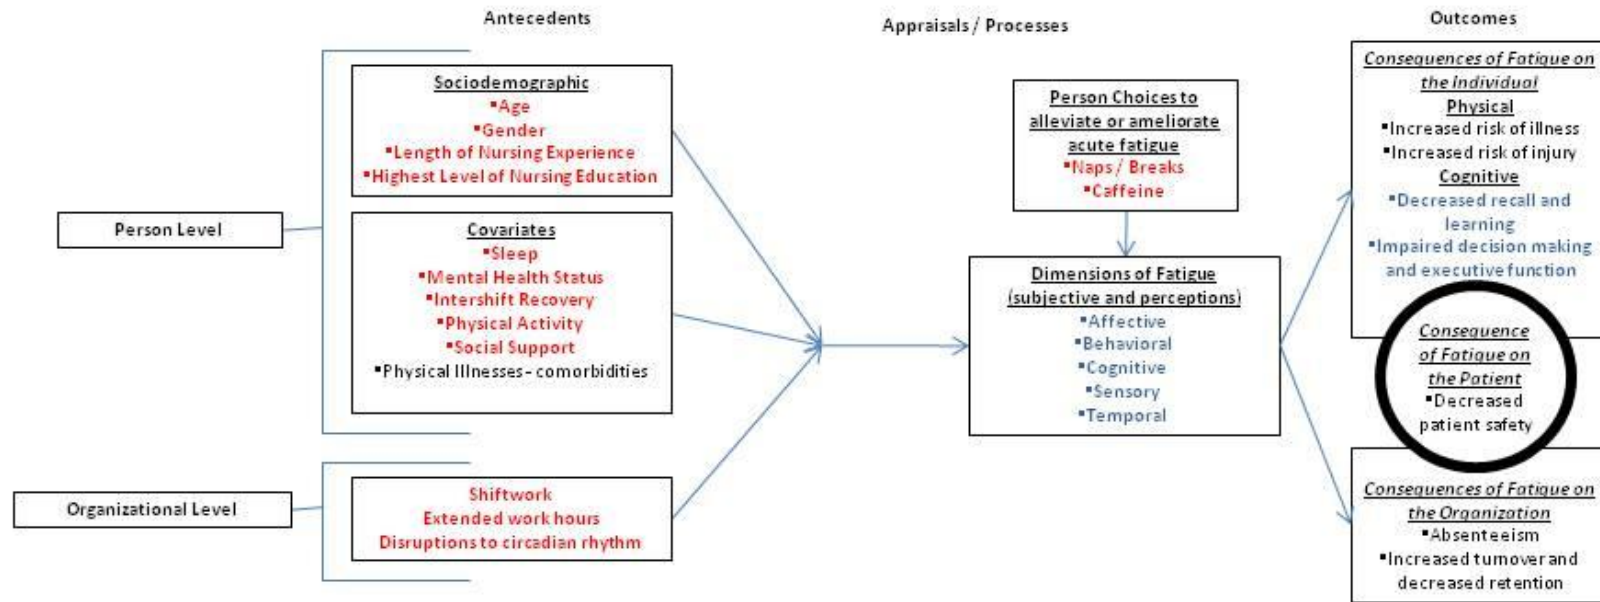 Antecedents
Appraisals / Processes
Outcomes
Person Level
Sociodemographic
▪Age
▪Gender
▪Length of Nursing Experience
▪Highest Level of Nursing Education
Covariates
▪Sleep
▪Mental Health Status
▪Intershift Recovery
▪Physical Activity
▪Social Support
▪Physical Illnesses- comorbidities
Organizational Level
Shiftwork
Extended work hours
Disruptions to circadian rhythm
Person Choices to
alleviate or ameliorate
acute fatigue
▪Naps / Breaks
▪Caffeine
Dimensions of Fatigue
(subjective and perceptions)
▪Affective
▪Behavioral
▪Cognitive
▪Sensory
▪Temporal
Consequences of Fatigue on
the Individual
Physical
▪Increased risk of illness
▪Increased risk of injury
Cognitive
▪Decreased recall and
learning
▪Impaired decision making
and executive function
Consequence
of Fatigue on
the Patient
▪Decreased
patient safety
Consequences of Fatigue on
the Organization
▪Absenteeism
▪Increased turnover and
decreased retention